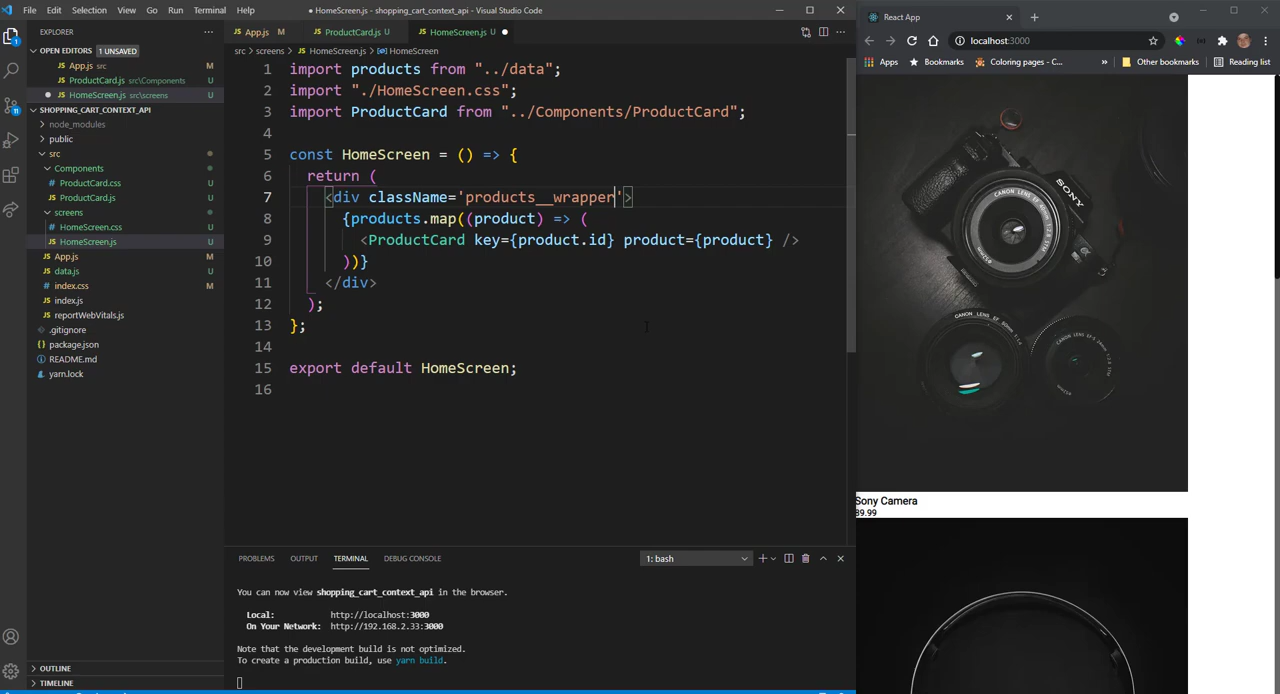 File Edit Selection View Go Run Terminal Help
● HomeScreen.js - shopping_cart_context_api - Visual Studio Code
React App
EXPLORER
App.js M
ProductCard.js U
HomeScreen.js U
localhost:3000
OPEN EDITORS 1 UNSAVED
src > screens > HomeScreen.js > HomeScreen
Apps Bookmarks Coloring pages - C... » Other bookmarks Reading list
App.js src M
ProductCard.js src\Components U
HomeScreen.js src\screens U
SHOPPING_CART_CONTEXT_API
node_modules
public
src
Components
ProductCard.css U
ProductCard.js U
screens
HomeScreen.css U
HomeScreen.js U
App.js M
data.js U
index.css M
index.js
reportWebVitals.js
.gitignore
package.json
README.md
yarn.lock
OUTLINE
TIMELINE
1 import products from "../data";
2 import "./HomeScreen.css";
3 import ProductCard from "../Components/ProductCard";
4
5 const HomeScreen = () => {
6 return (
7 <div className='products__wrapper'>
8 {products.map((product) => (
9 <ProductCard key={product.id} product={product} />
10 ))}
11 </div>
12 );
13 };
14
15 export default HomeScreen;
16
PROBLEMS OUTPUT TERMINAL DEBUG CONSOLE
1: bash
You can now view shopping_cart_context_api in the browser.
Local: http://localhost:3000
On Your Network: http://192.168.2.33:3000
Note that the development build is not optimized.
To create a production build, use yarn build.
SONY
Sony Camera
89.99